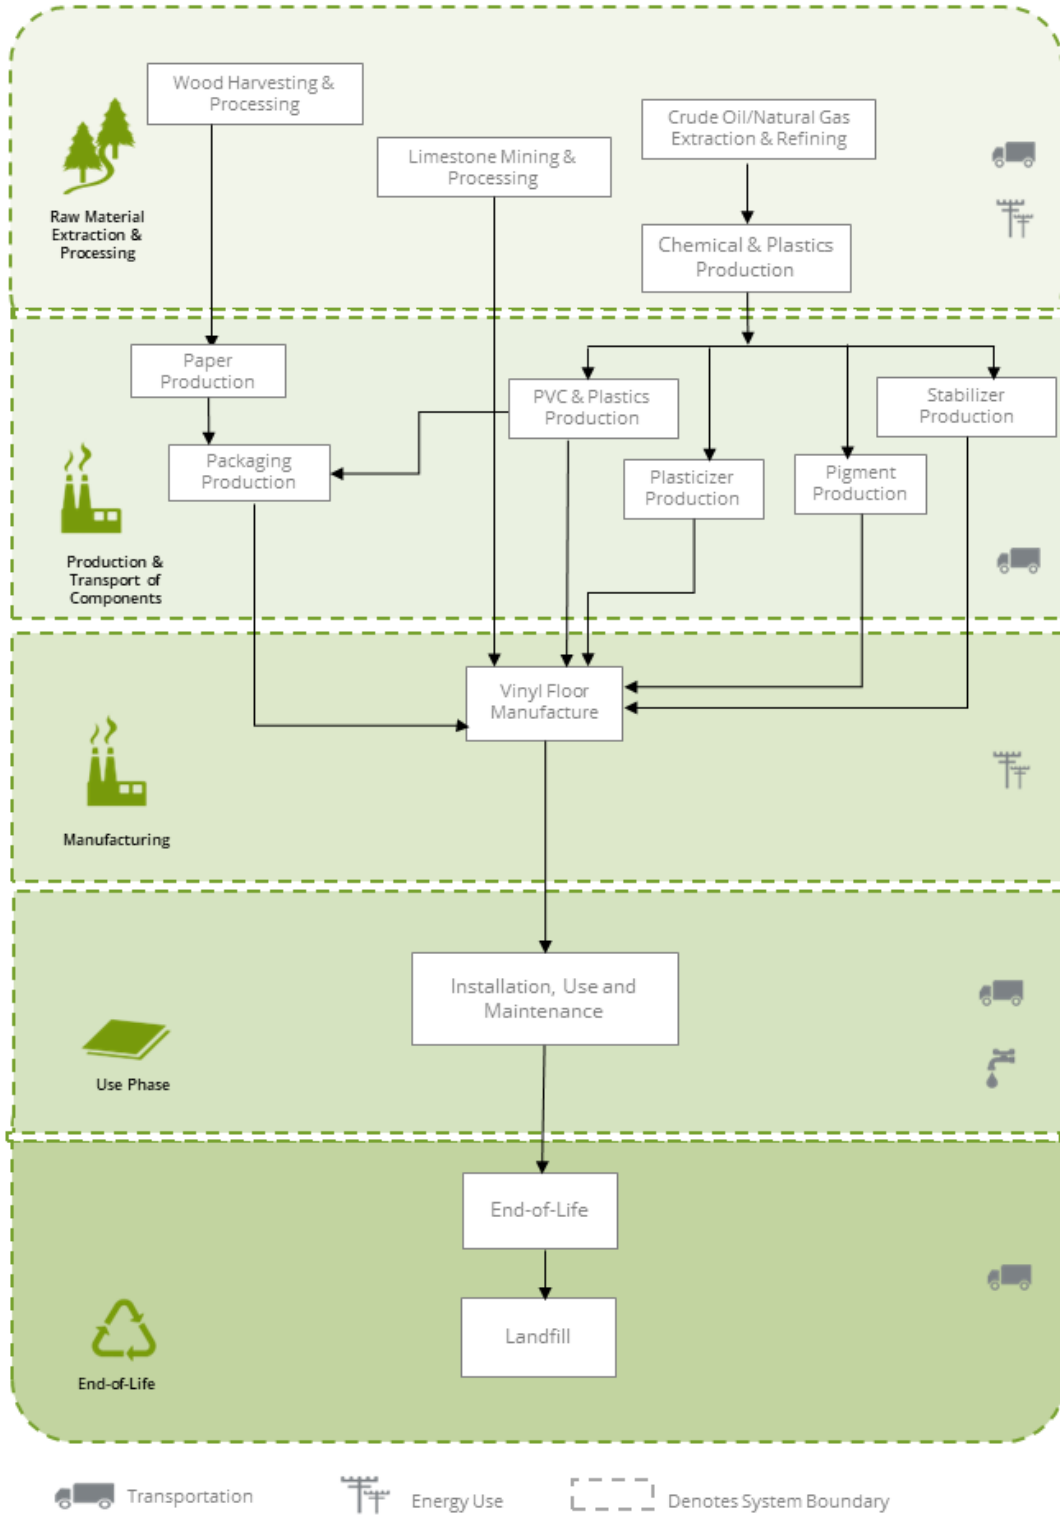 Wood Harvesting &
Processing
Crude Oil/Natural Gas
Extraction & Refining
Limestone Mining &
Processing
Raw Material
Extraction &
Processing
Chemical & Plastics
Production
Paper
Production
PVC & Plastics
Production
Stabilizer
Production
Packaging
Production
Plasticizer
Production
Pigment
Production
Production &
Transport of
Components
Vinyl Floor
Manufacture
Manufacturing
Installation, Use and
Maintenance
Use Phase
End-of-Life
Landfill
End-of-Life
Transportation
Energy Use
Denotes System Boundary